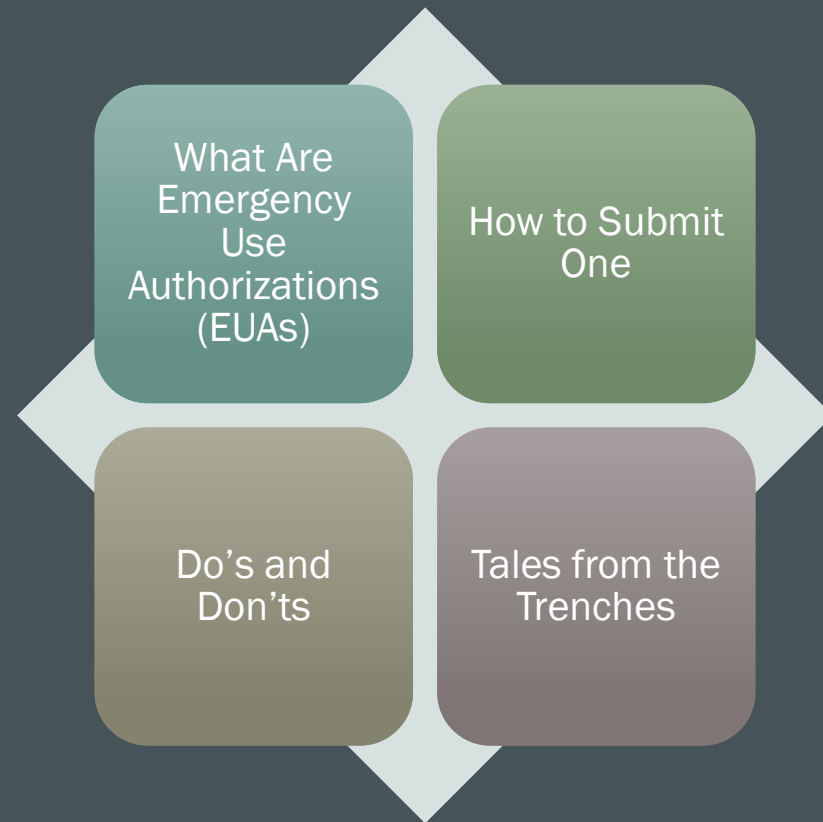 What Are
Emergency
Use
Authorizations
(EUAs)
How to Submit
One
Do’s and
Don’ts
Tales from the
Trenches